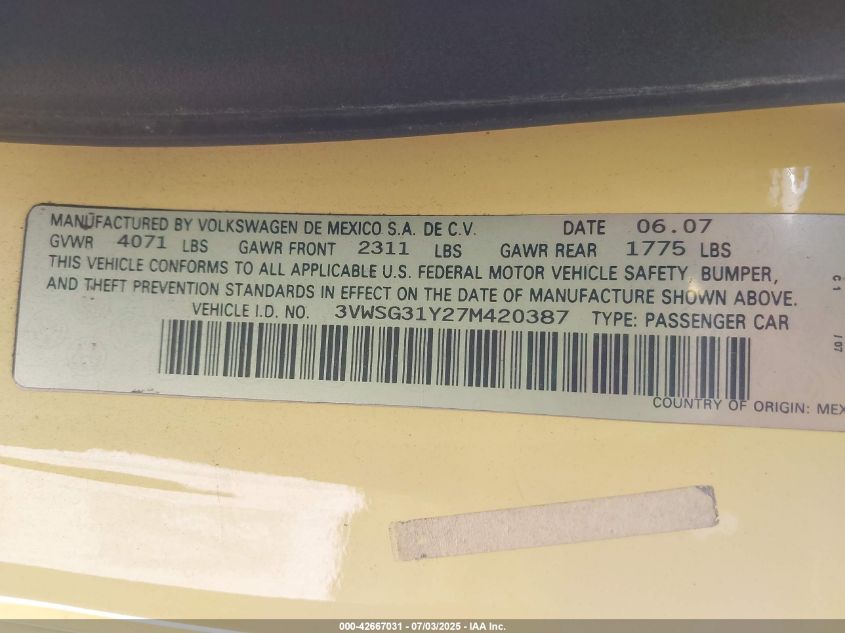 MANUFACTURED BY VOLKSWAGEN DE MEXICO S.A. DE C.V. DATE 06.07
GVWR 4071 LBS GAWR FRONT 2311 LBS GAWR REAR 1775 LBS
THIS VEHICLE CONFORMS TO ALL APPLICABLE U.S. FEDERAL MOTOR VEHICLE SAFETY, BUMPER,
AND THEFT PREVENTION STANDARDS IN EFFECT ON THE DATE OF MANUFACTURE SHOWN ABOVE.
VEHICLE I.D. NO. 3VWSG31Y27M420387 TYPE: PASSENGER CAR
COUNTRY OF ORIGIN: MEX
000-42667031 - 07/03/2025 - IAA Inc.